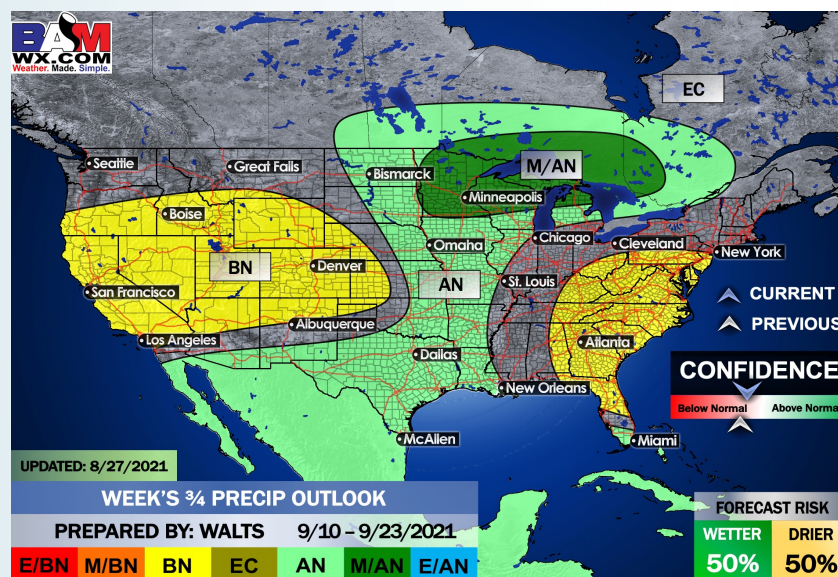 BAM
WX.COM
Weather. Made. Simple.
EC
Seattle
Great Falls
Bismarck
M/AN
Minneapolis
Boise
Omaha
Chicago
Cleveland
New York
BN
Denver
AN
St. Louis
San Francisco
CURRENT
Albuquerque
PREVIOUS
Los Angeles
Dallas
Atlanta
CONFIDENCE
New Orleans
Below Normal
Above Norma
McAllen
Miami
UPDATED: 8/27/2021
WEEK'S ¾ PRECIP OUTLOOK
PREPARED BY: WALTS 9/10 – 9/23/2021
E/BN M/BN BN EC AN M/AN E/AN
FORECAST RISK
WETTER DRIER
50% 50%